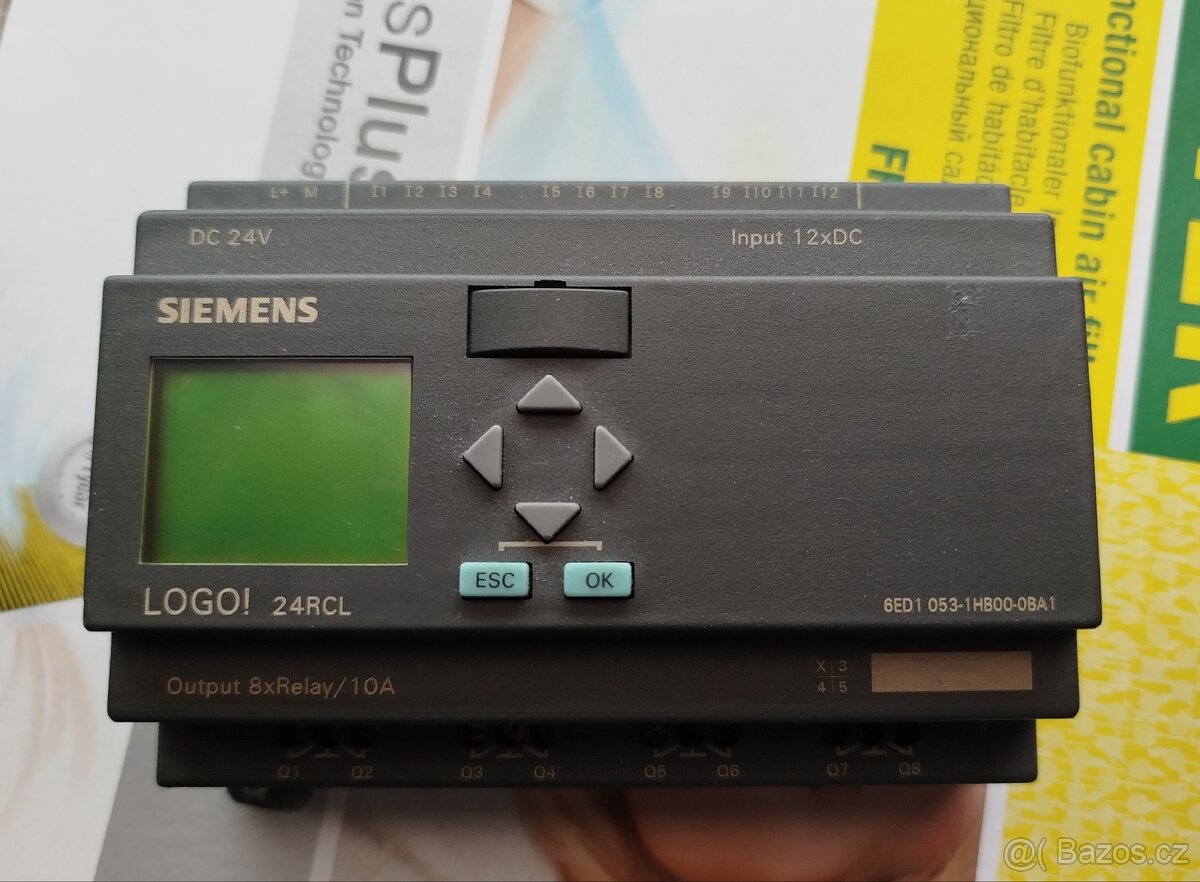 sPlus
n Technolog
nctional cabin air filt
Biofunktionaler
Filtre d'habitacle
Filtro de habitácle
L+ M I1 I2 I3 I4 I5 I6 I7 I8 I9 I10 I11 I12
DC 24V Input 12xDC
SIEMENS
ESC OK
LOGO! 24RCL 6ED1 053-1HB00-0BA1
Output 8xRelay/10A
X 3
4 5
Q1 Q2 Q3 Q4 Q5 Q6 Q7 Q8
@( Bazos.cz